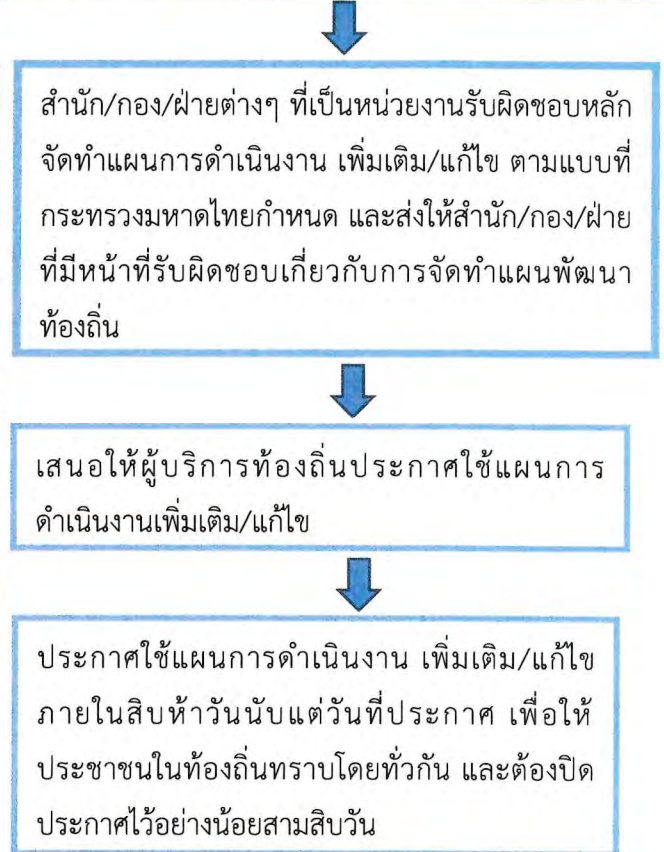 สำนัก/กอง/ฝ่ายต่างๆ ที่เป็นหน่วยงานรับผิดชอบหลัก
จัดทำแผนการดำเนินงาน เพิ่มเติม/แก้ไข ตามแบบที่
กระทรวงมหาดไทยกำหนด และส่งให้สำนัก/กอง/ฝ่าย
ที่มีหน้าที่รับผิดชอบเกี่ยวกับการจัดทำแผนพัฒนา
ท้องถิ่น
เสนอให้ผู้บริการท้องถิ่นประกาศใช้แผนการ
ดำเนินงานเพิ่มเติม/แก้ไข
ประกาศใช้แผนการดำเนินงาน เพิ่มเติม/แก้ไข
ภายในสิบห้าวันนับแต่วันที่ประกาศ เพื่อให้
ประชาชนในท้องถิ่นทราบโดยทั่วกัน และต้องปิด
ประกาศไว้อย่างน้อยสามสิบวัน